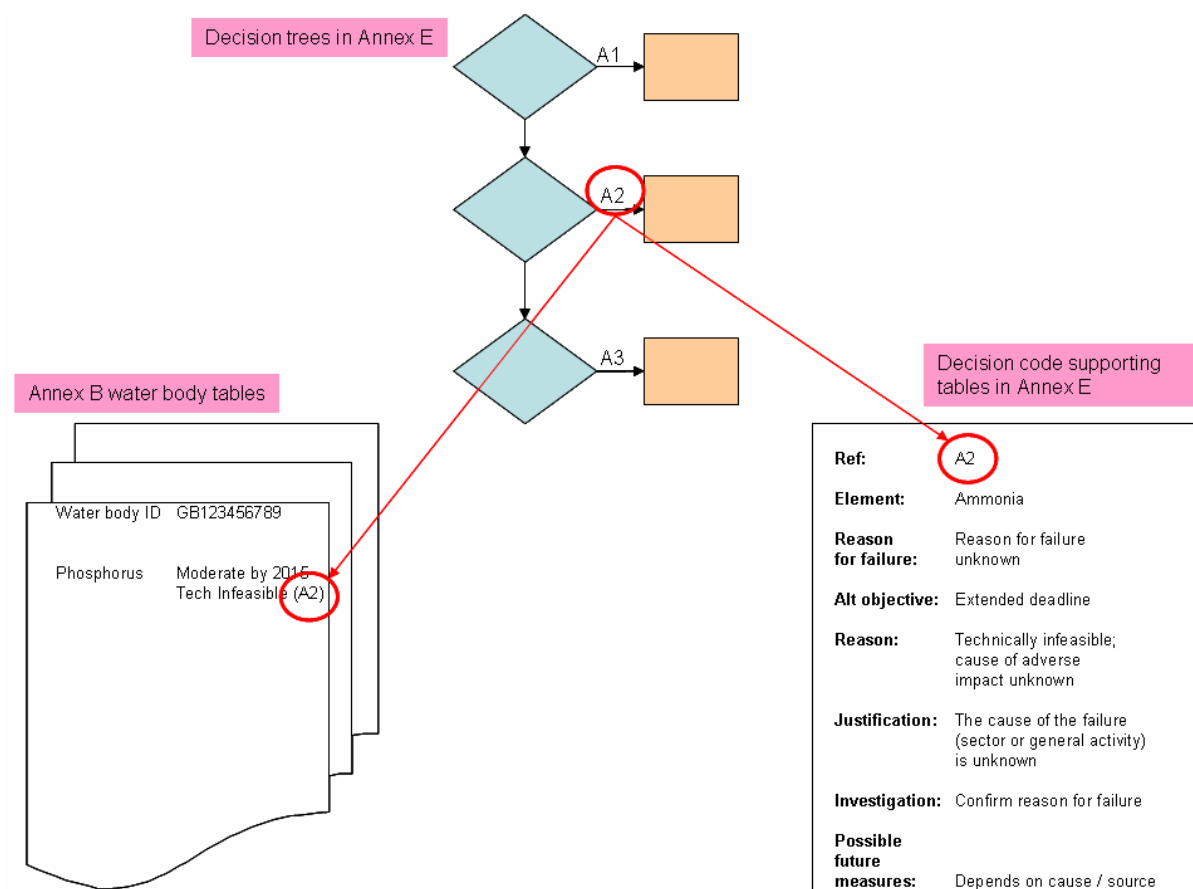 Decision trees in Annex E
A1
A2
A3
Annex B water body tables
Decision code supporting
tables in Annex E
Water body ID GB123456789
Phosphorus Moderate by 2015
Tech Infeasible (A2)
Ref: A2
Element: Ammonia
Reason Reason for failure
for failure: unknown
Alt objective: Extended deadline
Reason: Technically infeasible;
cause of adverse
impact unknown
Justification: The cause of the failure
(sector or general activity)
is unknown
Investigation: Confirm reason for failure
Possible
future
measures: Depends on cause / source